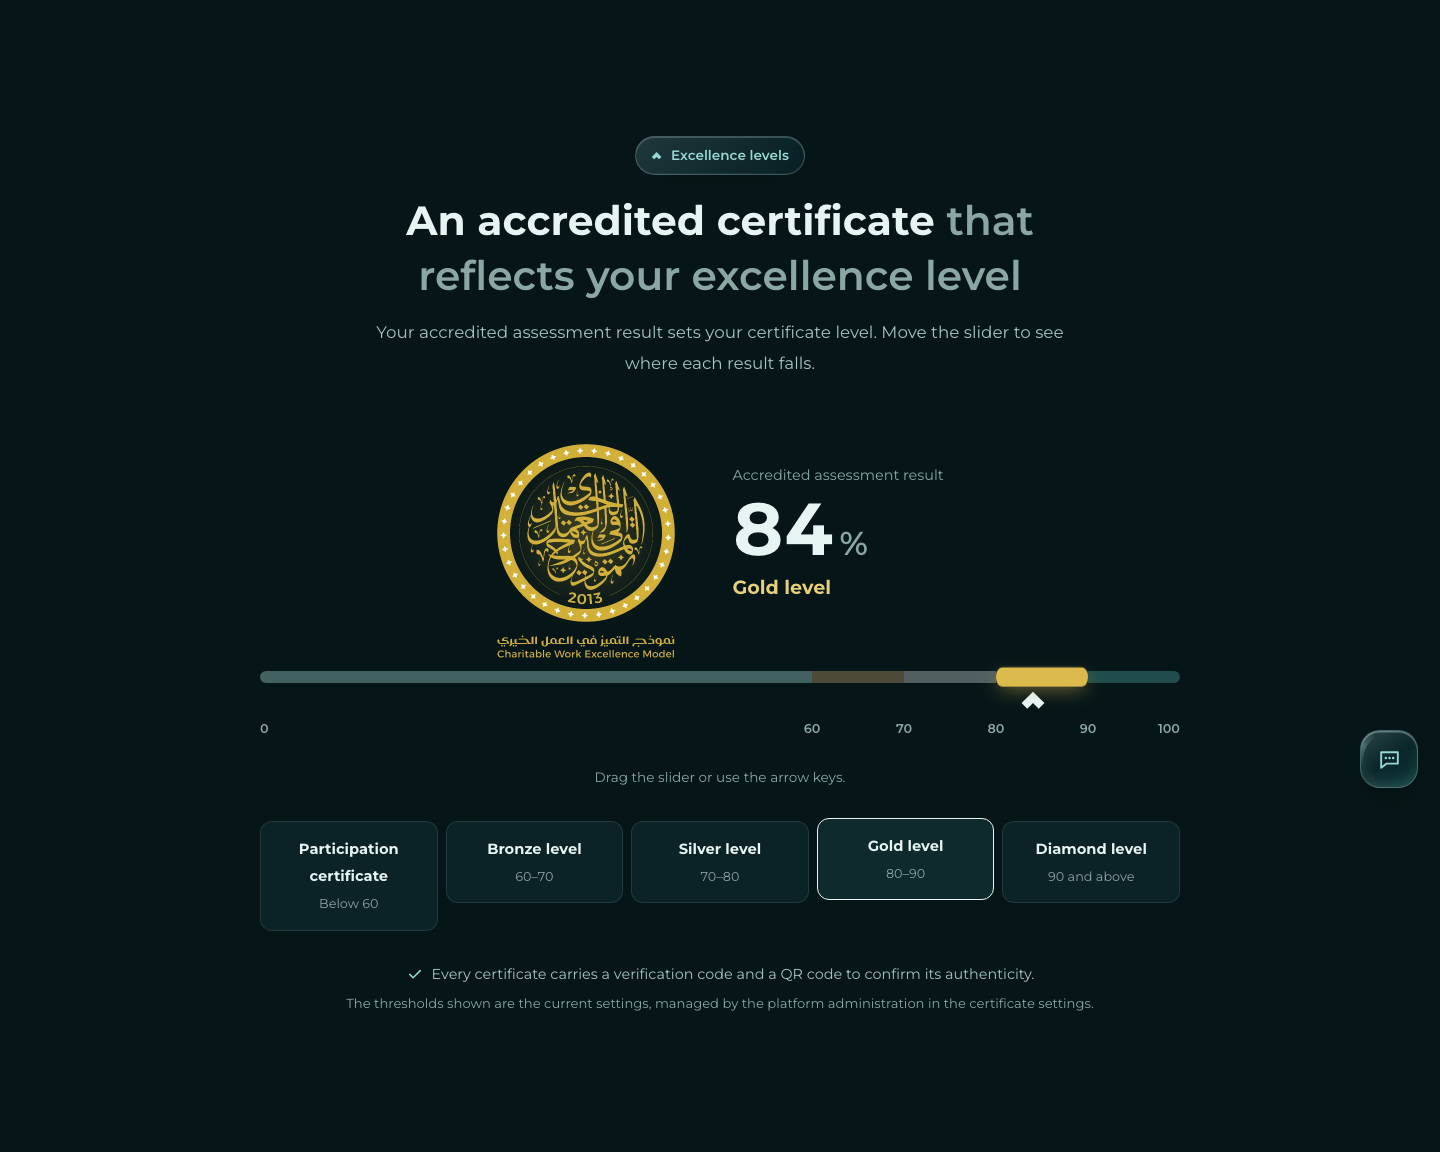 Excellence levels
An accredited certificate that
reflects your excellence level
Your accredited assessment result sets your certificate level. Move the slider to see
where each result falls.
نموذج التميز في العمل الخيري
2013
نموذج التميز في العمل الخيري
Charitable Work Excellence Model
Accredited assessment result
84 %
Gold level
0 60 70 80 90 100
Drag the slider or use the arrow keys.
Participation
certificate
Below 60
Bronze level
60–70
Silver level
70–80
Gold level
80–90
Diamond level
90 and above
Every certificate carries a verification code and a QR code to confirm its authenticity.
The thresholds shown are the current settings, managed by the platform administration in the certificate settings.